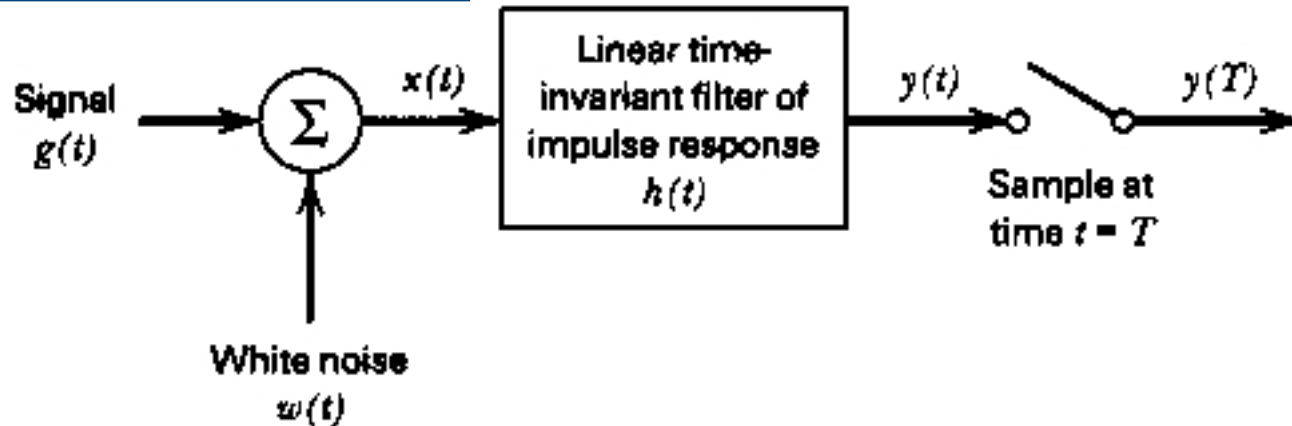 Signal
g(t)
Σ
x(t)
Linear time-
invariant filter of
impulse response
h(t)
y(t)
y(T)
Sample at
time t = T
White noise
w(t)